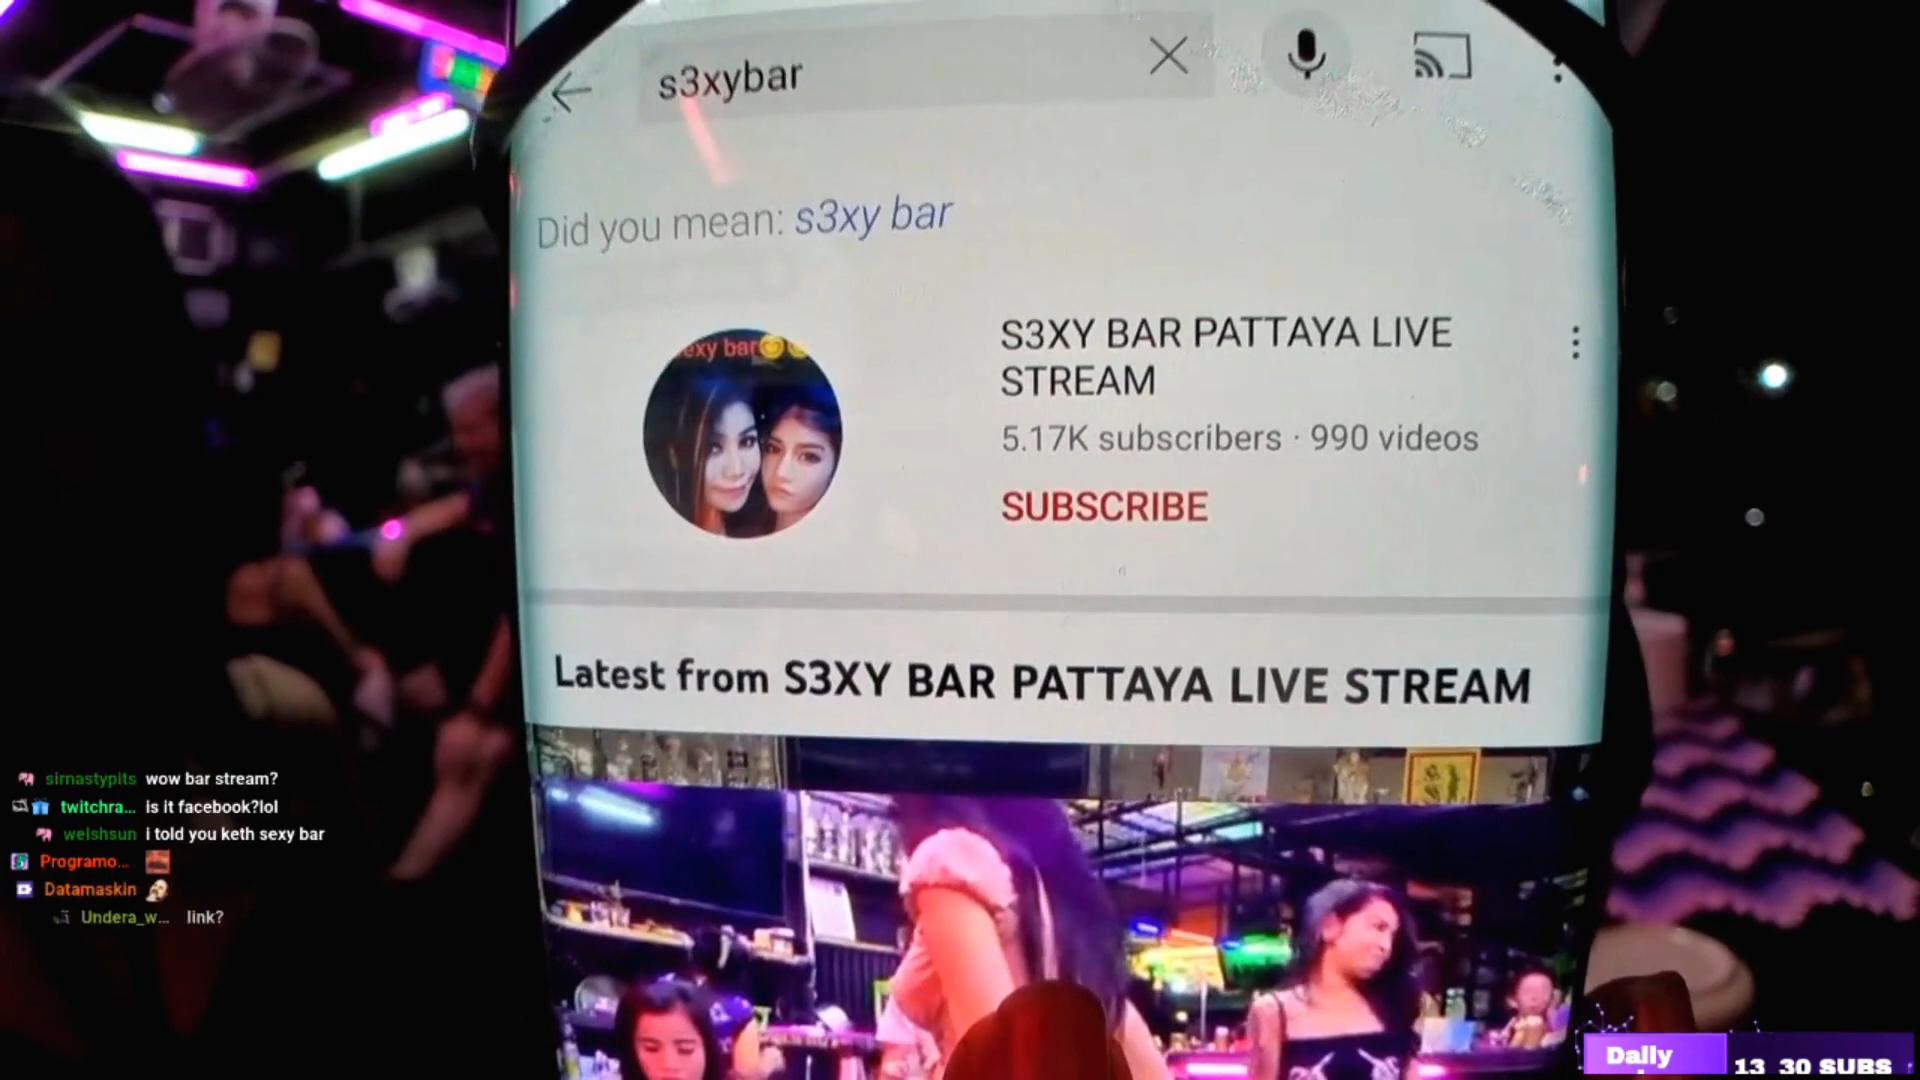 s3xybar
Did you mean: s3xy bar
exy bar
S3XY BAR PATTAYA LIVE
STREAM
5.17K subscribers · 990 videos
SUBSCRIBE
Latest from S3XY BAR PATTAYA LIVE STREAM
sirnastypits wow bar stream?
twitchra... is it facebook?lol
welshsun i told you keth sexy bar
Programo...
Datamaskin
Undera_w... link?
Daily
13 30 SUBS